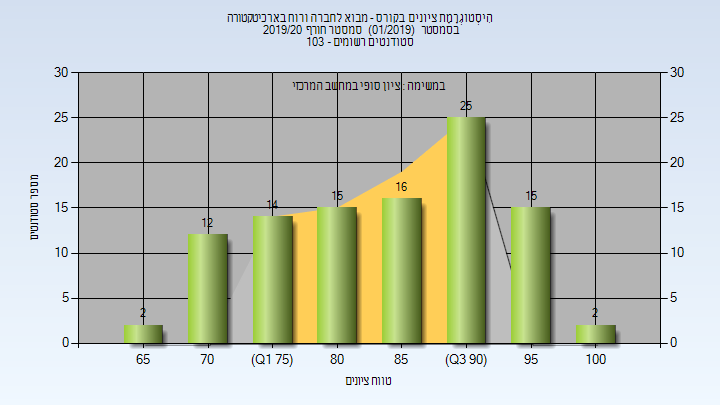 היסטוגרמת ציונים בקורס - מבוא לחברה ורוח בארכיטקטורה
בסמסטר (01/2019) סמסטר חורף 2019/20
סטודנטים רשומים - 103
במשימה : ציון סופי במחשב המרכזי
30 30
25 25
20 20
15 15
10 10
5 5
0 0
2 12 14 15 16 25 15 2
מספר סטודנטים
65 70 (Q1 75) 80 85 (Q3 90) 95 100
טווח ציונים